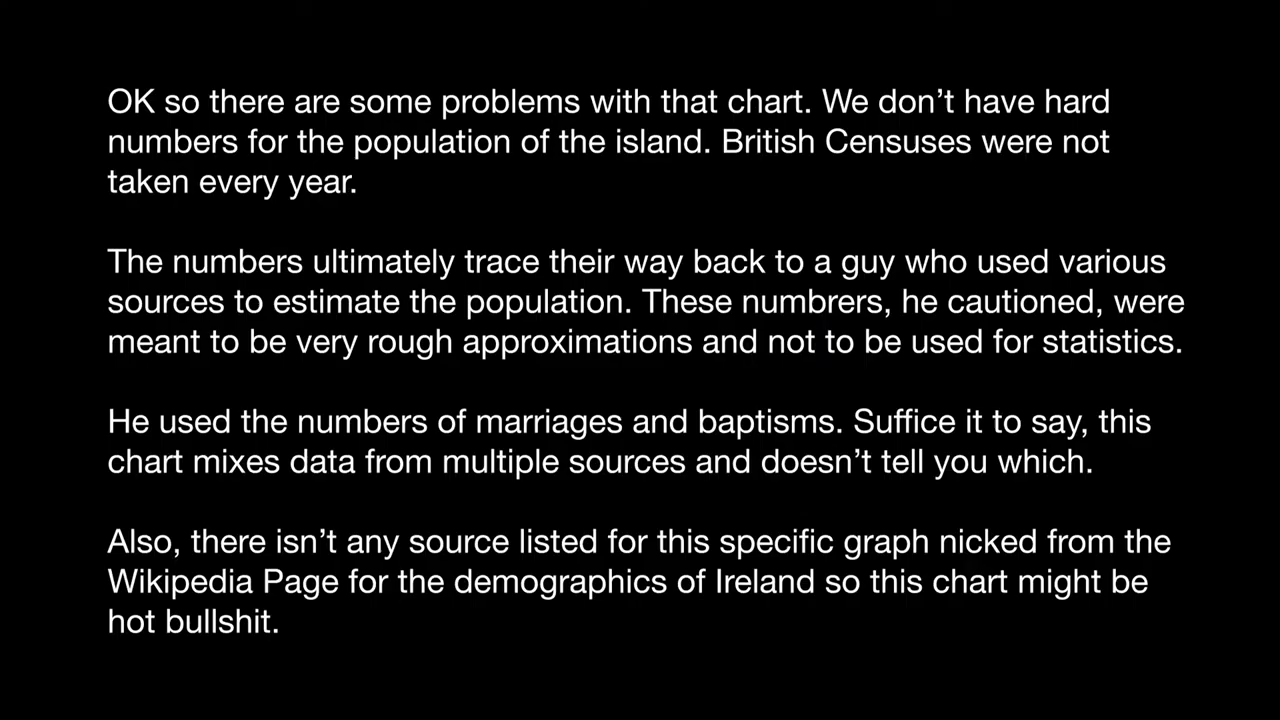 OK so there are some problems with that chart. We don’t have hard
numbers for the population of the island. British Censuses were not
taken every year.
The numbers ultimately trace their way back to a guy who used various
sources to estimate the population. These numbrers, he cautioned, were
meant to be very rough approximations and not to be used for statistics.
He used the numbers of marriages and baptisms. Suffice it to say, this
chart mixes data from multiple sources and doesn’t tell you which.
Also, there isn’t any source listed for this specific graph nicked from the
Wikipedia Page for the demographics of Ireland so this chart might be
hot bullshit.